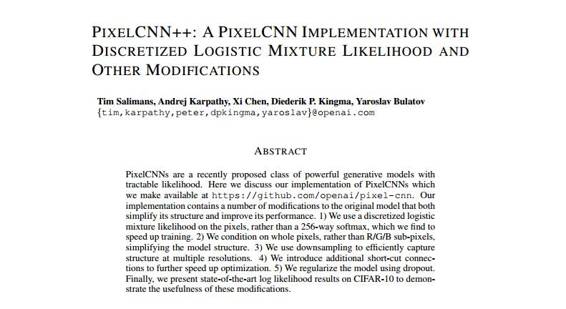 PIXELCNN++: A PIXELCNN IMPLEMENTATION WITH
DISCRETIZED LOGISTIC MIXTURE LIKELIHOOD AND
OTHER MODIFICATIONS
Tim Salimans, Andrej Karpathy, Xi Chen, Diederik P. Kingma, Yaroslav Bulatov
{tim,karpathy,peter,dpkingma,yaroslav}@openai.com
ABSTRACT
PixelCNNs are a recently proposed class of powerful generative models with
tractable likelihood. Here we discuss our implementation of PixelCNNs which
we make available at https://github.com/openai/pixel-cnn. Our
implementation contains a number of modifications to the original model that both
simplify its structure and improve its performance. 1) We use a discretized logistic
mixture likelihood on the pixels, rather than a 256-way softmax, which we find to
speed up training. 2) We condition on whole pixels, rather than R/G/B sub-pixels,
simplifying the model structure. 3) We use downsampling to efficiently capture
structure at multiple resolutions. 4) We introduce additional short-cut connec-
tions to further speed up optimization. 5) We regularize the model using dropout.
Finally, we present state-of-the-art log likelihood results on CIFAR-10 to demon-
strate the usefulness of these modifications.